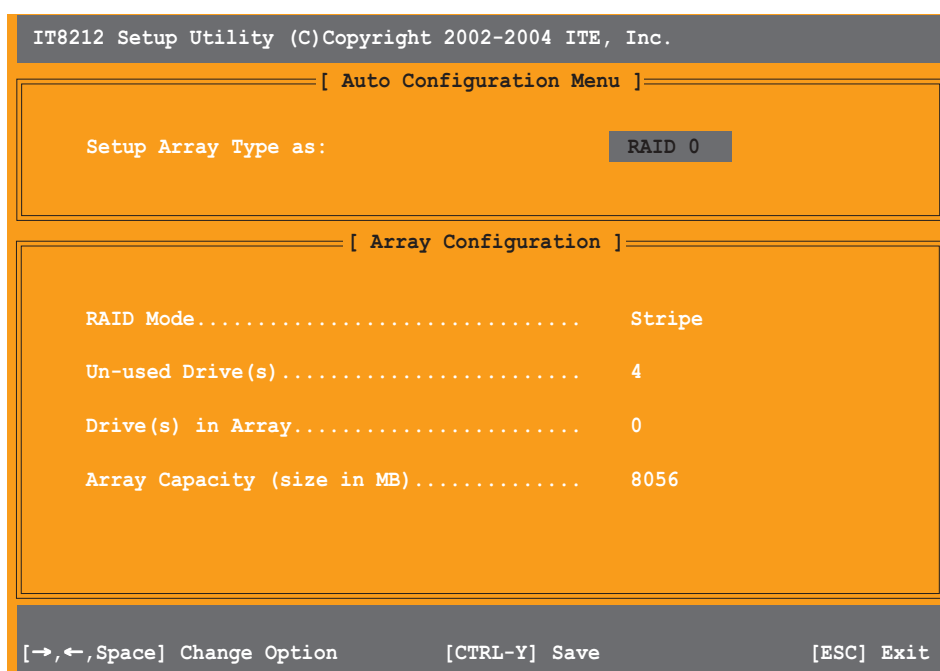 IT8212 Setup Utility (C)Copyright 2002-2004 ITE, Inc.
[ Auto Configuration Menu ]
Setup Array Type as: RAID 0
[ Array Configuration ]
RAID Mode................................ Stripe
Un-used Drive(s)......................... 4
Drive(s) in Array........................ 0
Array Capacity (size in MB).............. 8056
[→,←,Space] Change Option [CTRL-Y] Save [ESC] Exit